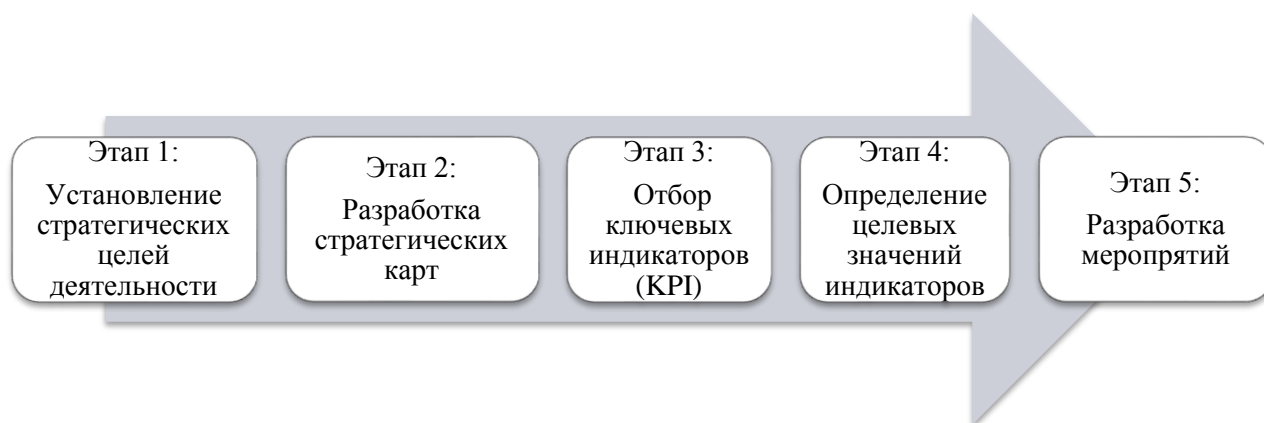 Этап 1:
Установление
стратегических
целей
деятельности
Этап 2:
Разработка
стратегических
карт
Этап 3:
Отбор
ключевых
индикаторов
(KPI)
Этап 4:
Определение
целевых
значений
индикаторов
Этап 5:
Разработка
меропрятий